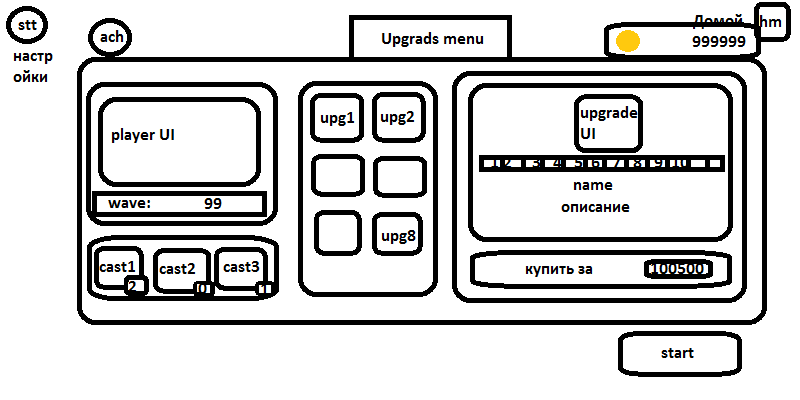 stt
настр
ойки
ach
Upgrads menu
Домой
hm
999999
player UI
wave: 99
cast1
2
cast2
0
cast3
1
upg1
upg2
upg8
upgrade
UI
1 2 3 4 5 6 7 8 9 10
name
описание
купить за 100500
start